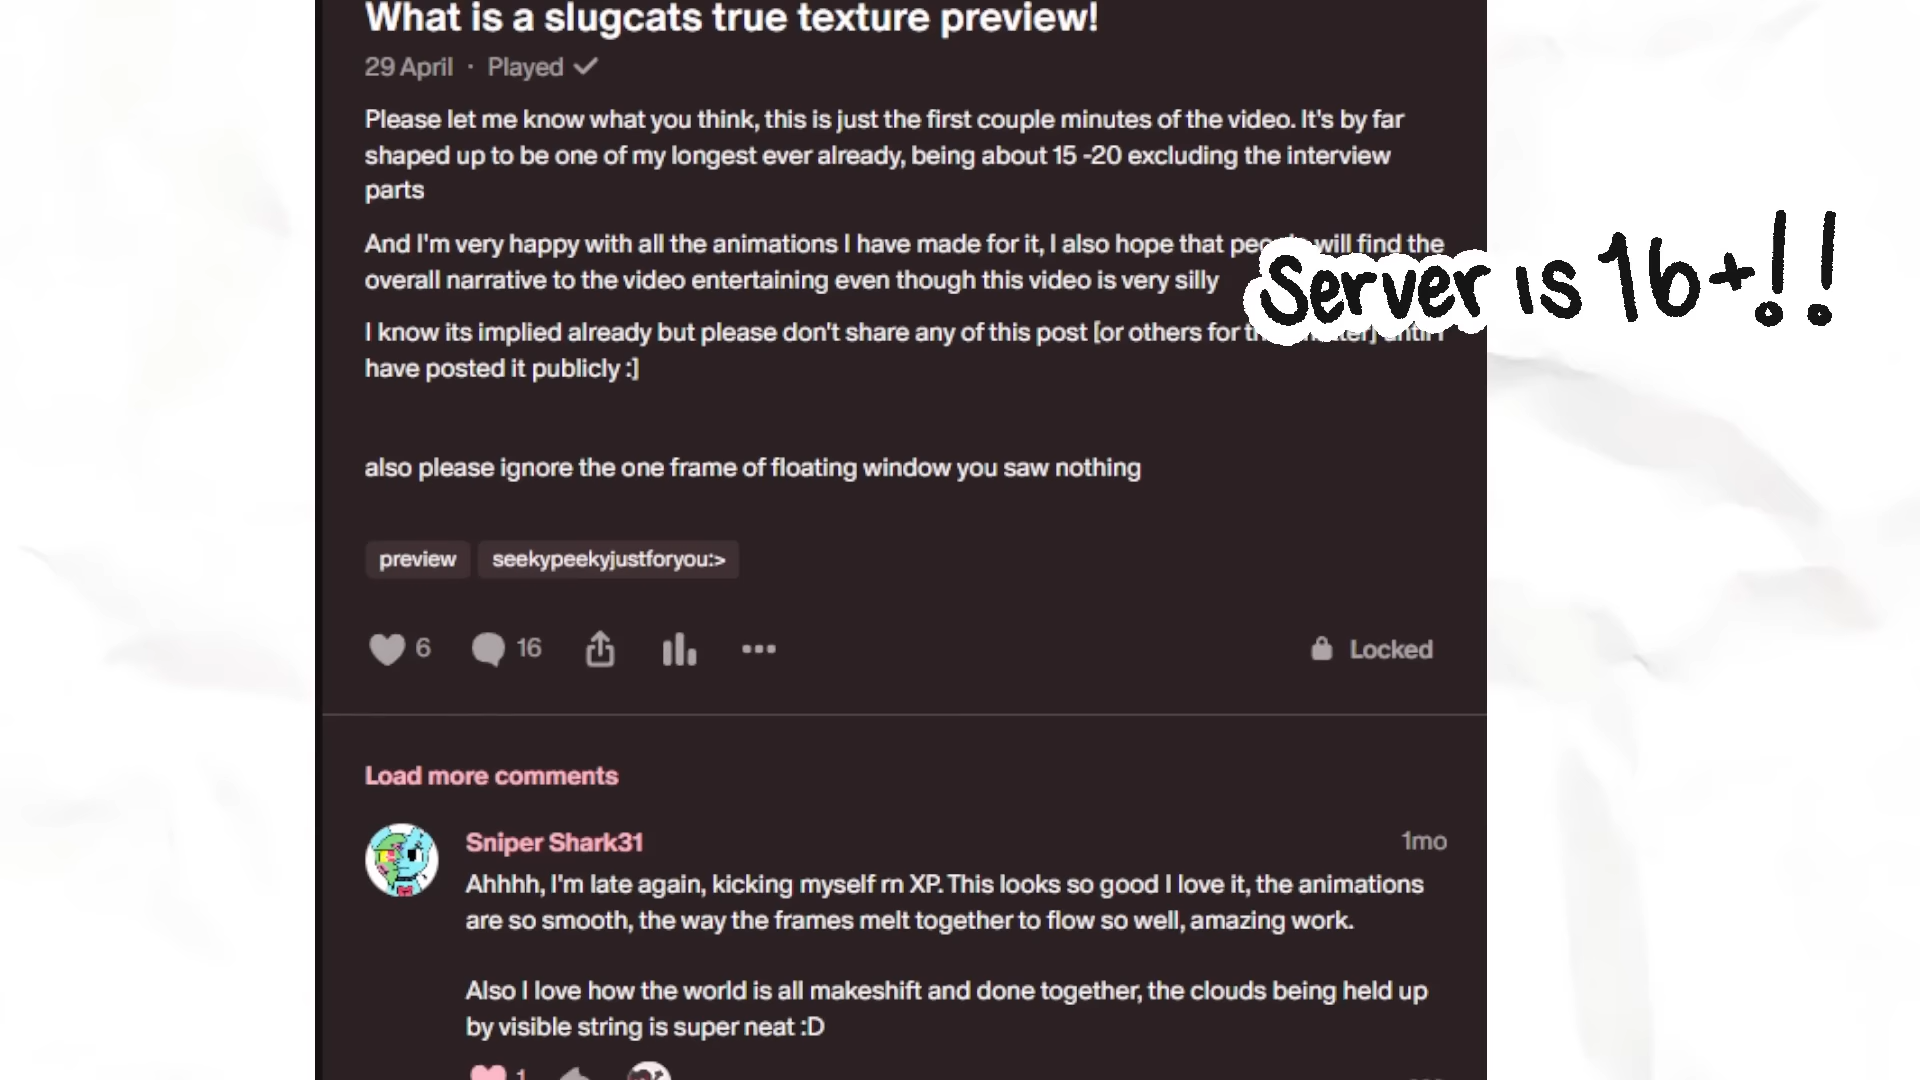 What is a slugcats true texture preview!
29 April · Played
Please let me know what you think, this is just the first couple minutes of the video. It's by far
shaped up to be one of my longest ever already, being about 15 -20 excluding the interview
parts
And I'm very happy with all the animations I have made for it, I also hope that will find the
overall narrative to the video entertaining even though this video is very silly
Server is 16+!!
I know its implied already but please don't share any of this post [or others for
have posted it publicly :]
also please ignore the one frame of floating window you saw nothing
preview seekypeekyjustforyou:>
6 16 Locked
Load more comments
Sniper Shark31 1mo
Ahhhh, I'm late again, kicking myself rn XP. This looks so good I love it, the animations
are so smooth, the way the frames melt together to flow so well, amazing work.
Also I love how the world is all makeshift and done together, the clouds being held up
by visible string is super neat :D
1